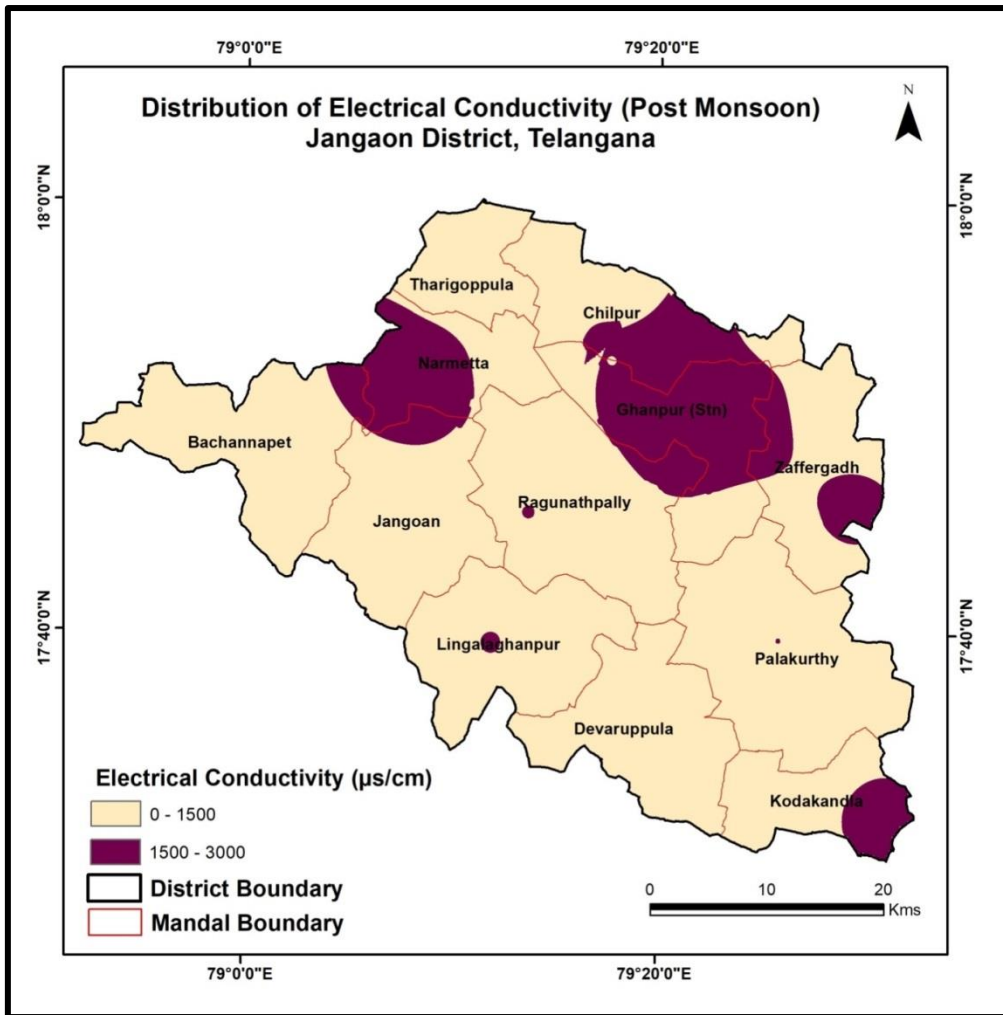 79°0'0"E 79°20'0"E
Distribution of Electrical Conductivity (Post Monsoon)
Jangaon District, Telangana
N
18°0'0"N 18°0'0"N
Tharigoppula
Chilpur
Narmetta
Ghanpur (Stn)
Bachannapet
Zaffergadh
Ragunathpally
Jangoan
17°40'0"N 17°40'0"N
Lingalaghanpur
Palakurthy
Devaruppula
Kodakandla
Electrical Conductivity (µs/cm)
0 - 1500
1500 - 3000
District Boundary
Mandal Boundary
0 10 20
Kms
79°0'0"E 79°20'0"E